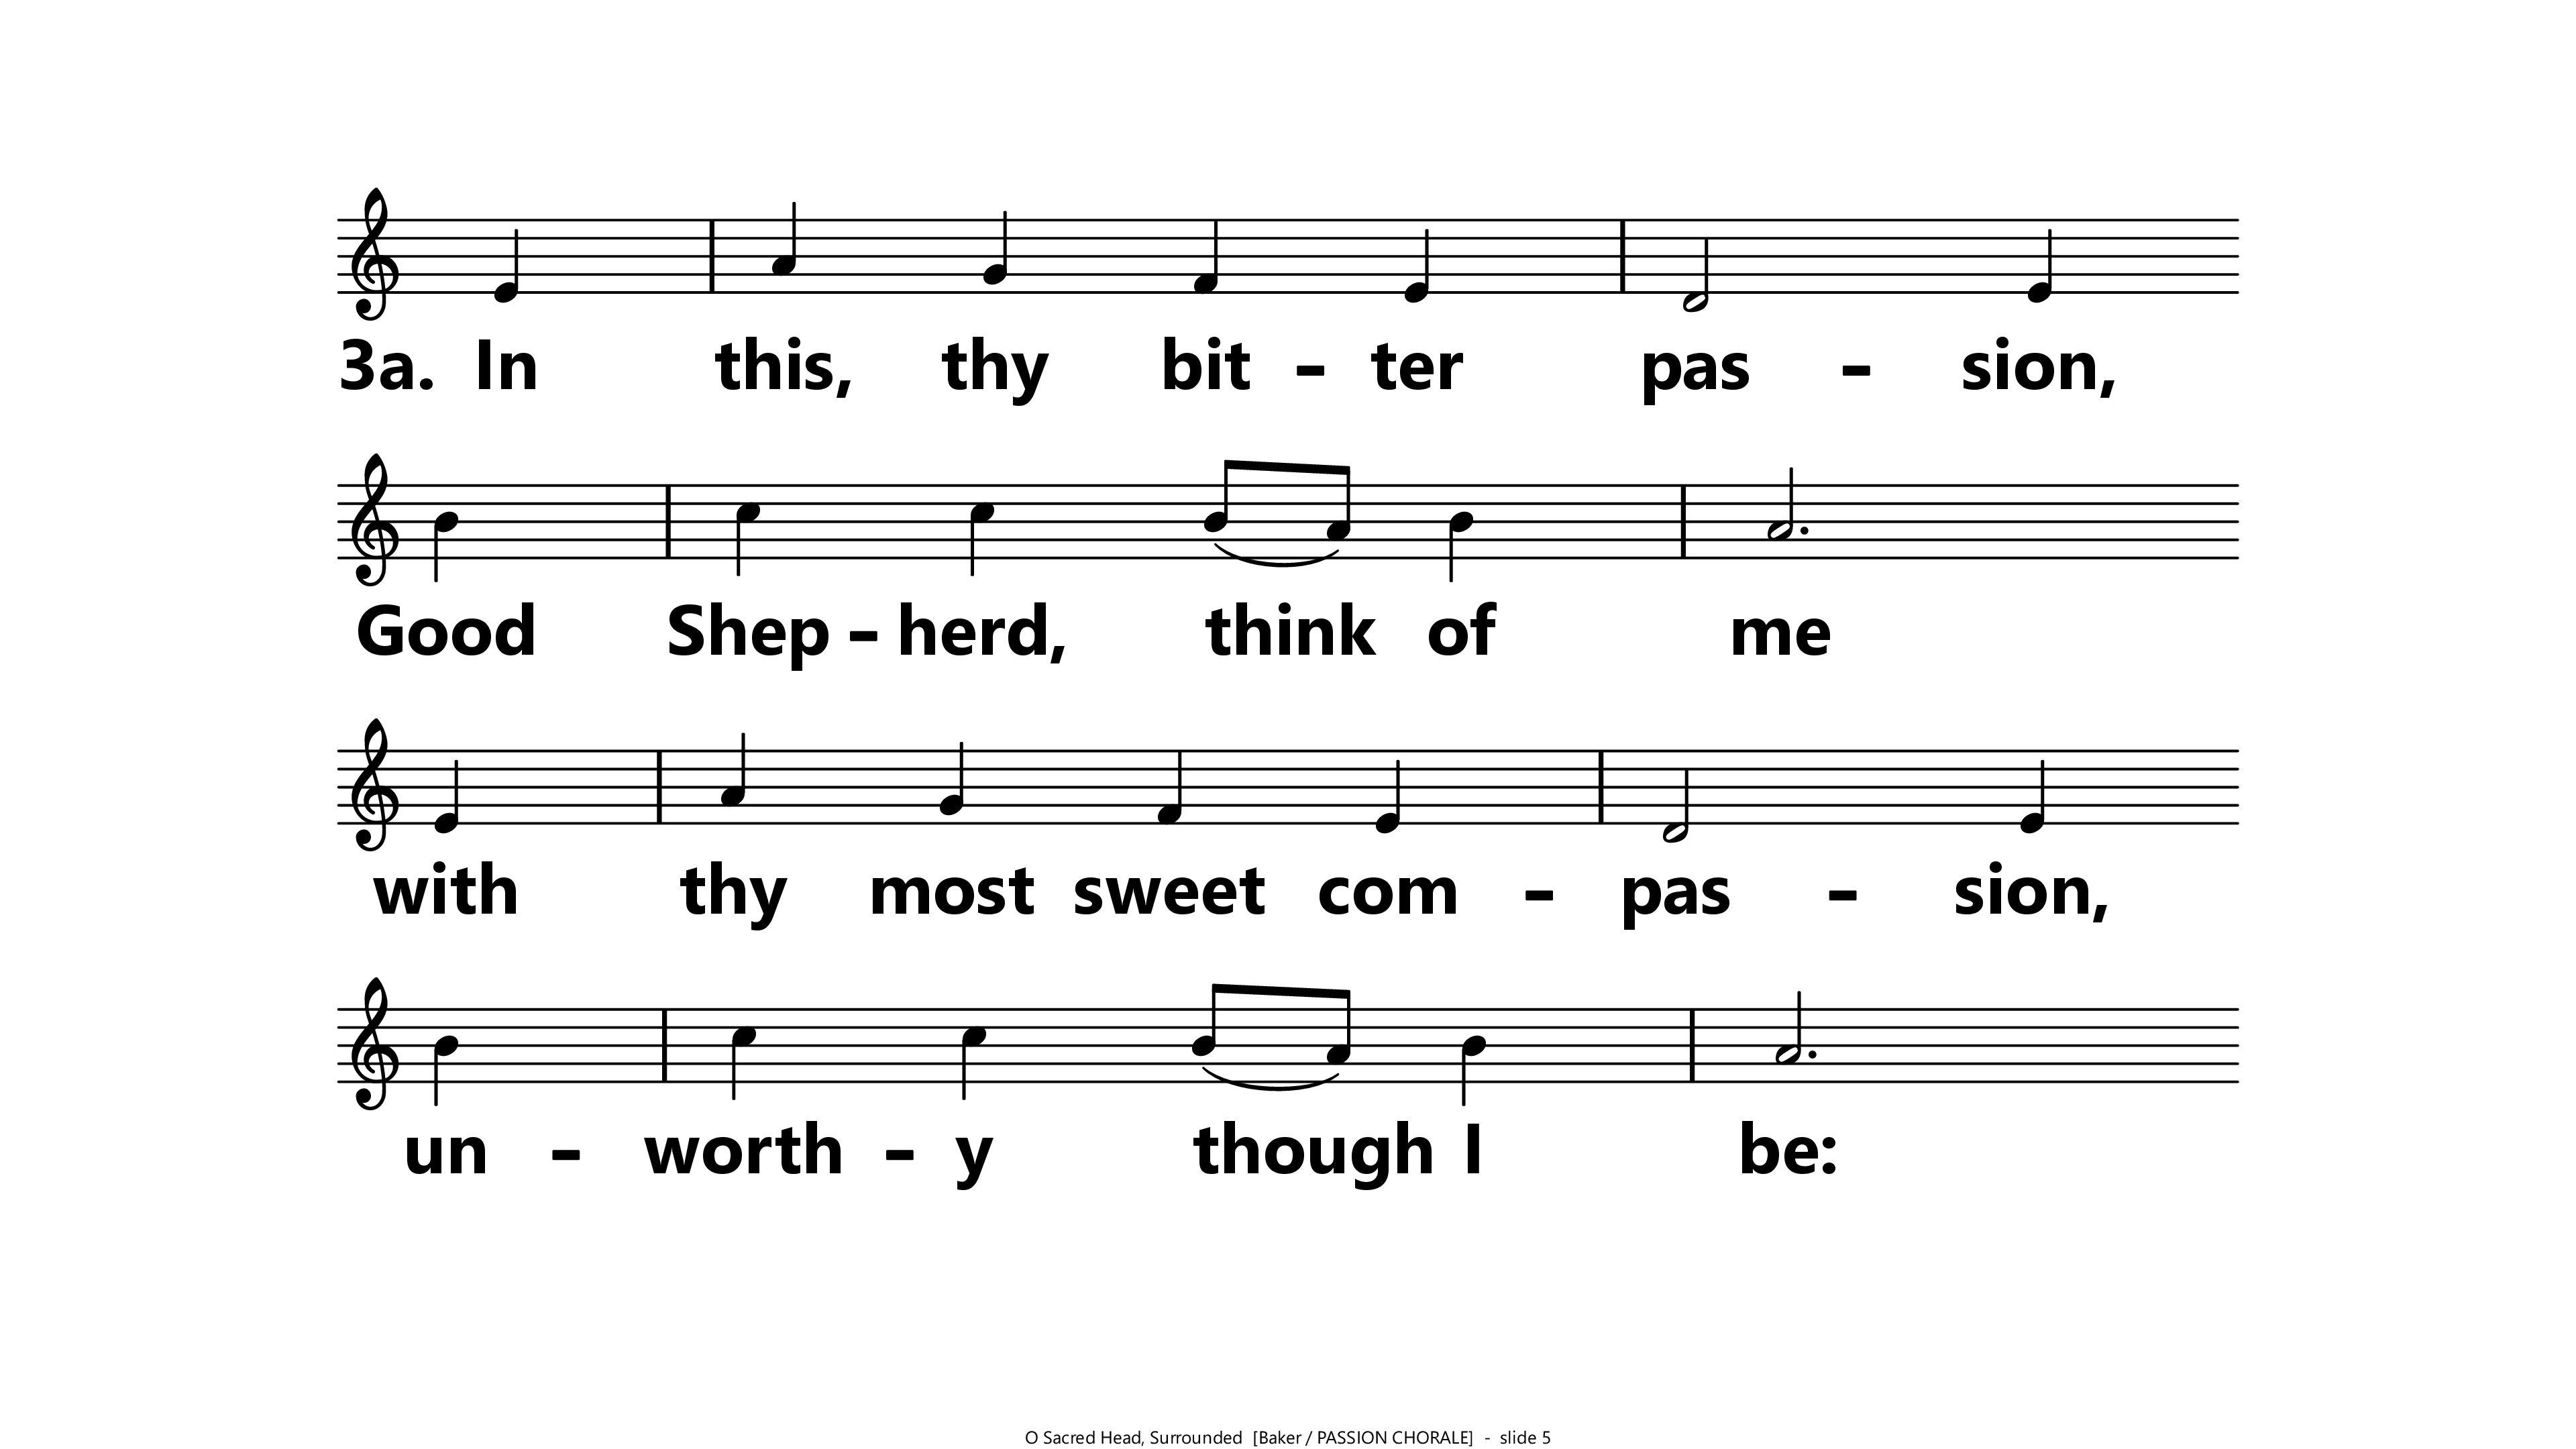 3a. In this, thy bit - ter pas - sion,
Good Shep - herd, think of me
with thy most sweet com - pas - sion,
un - worth - y though I be:
O Sacred Head, Surrounded [Baker / PASSION CHORALE] - slide 5